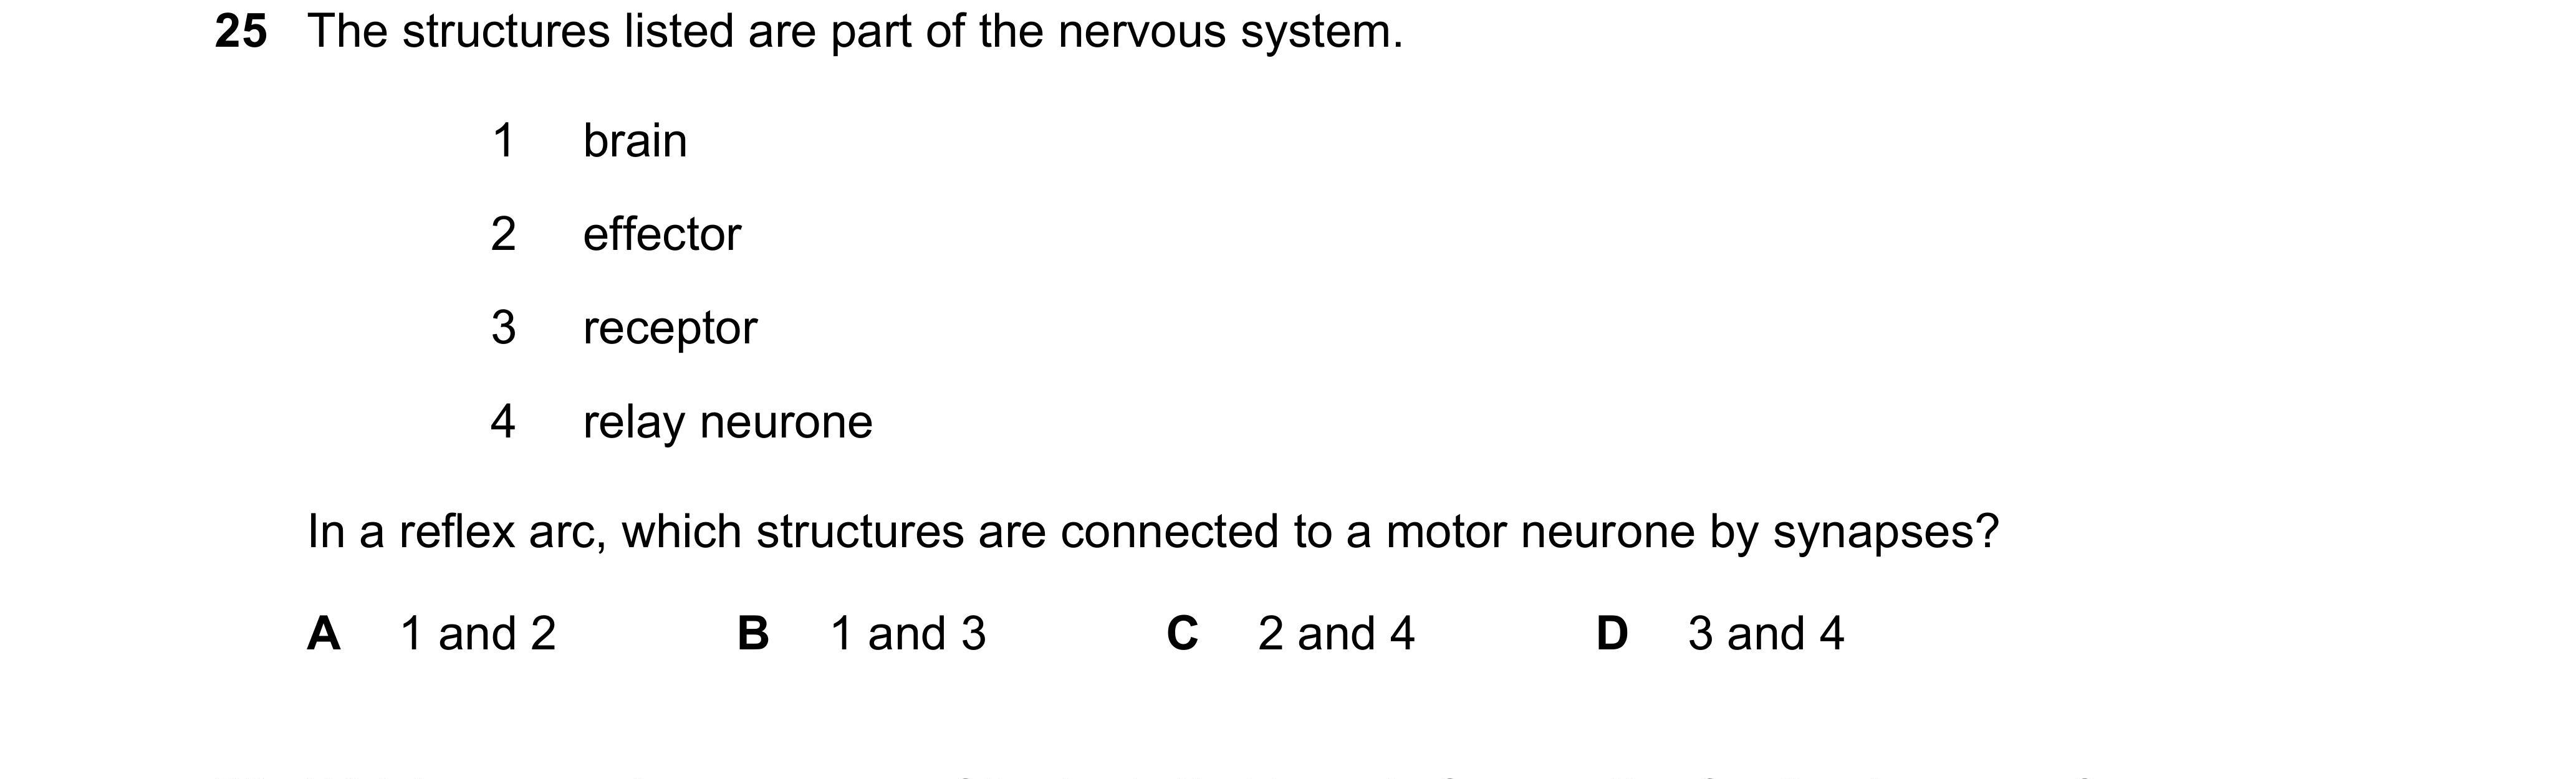 25 The structures listed are part of the nervous system.
1 brain
2 effector
3 receptor
4 relay neurone
In a reflex arc, which structures are connected to a motor neurone by synapses?
A 1 and 2 B 1 and 3 C 2 and 4 D 3 and 4